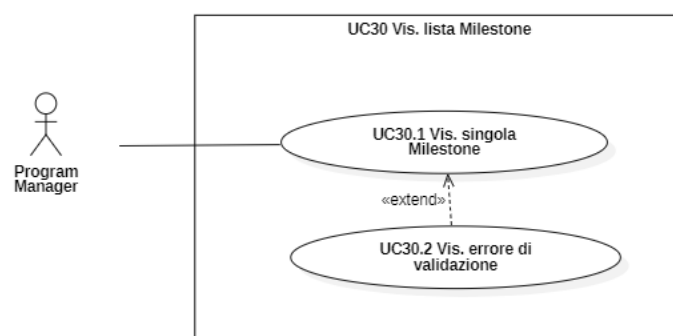 UC30 Vis. lista Milestone
UC30.1 Vis. singola
Milestone
Program
Manager
«extend»
UC30.2 Vis. errore di
validazione